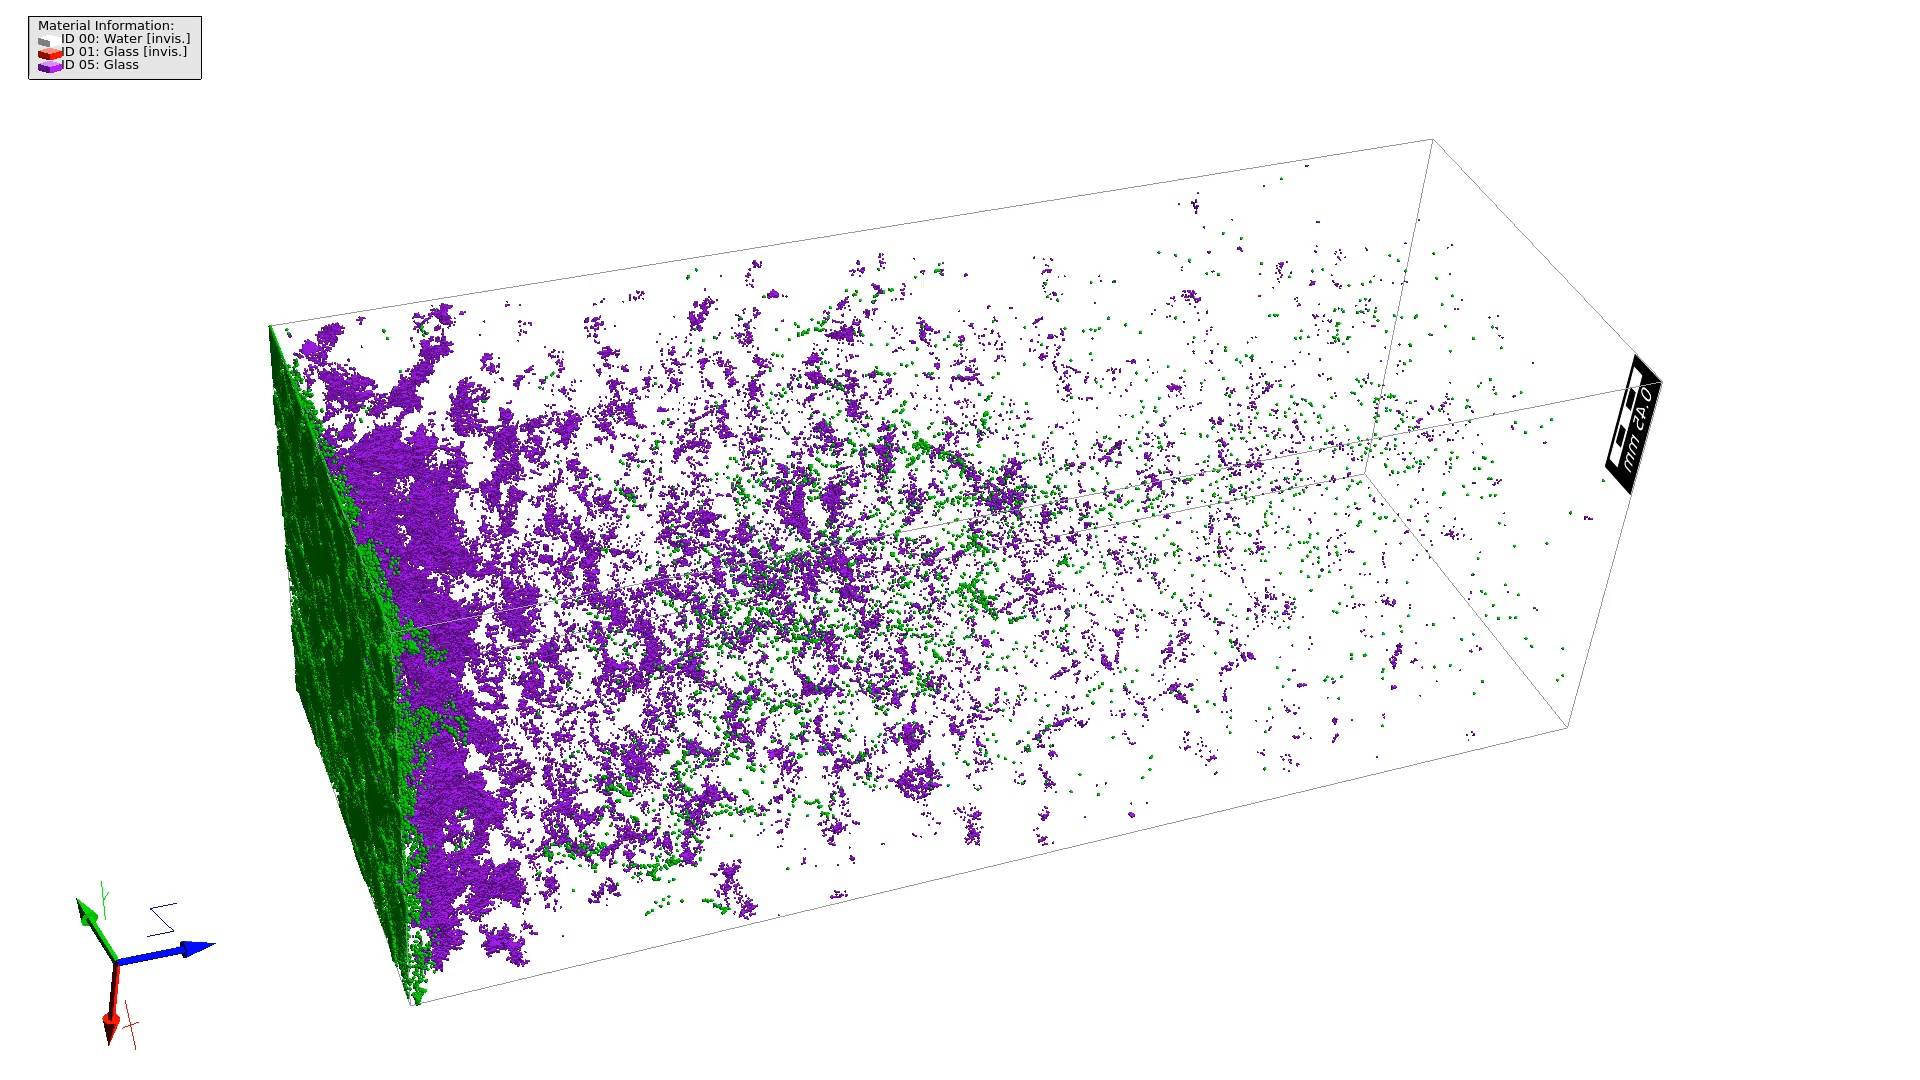 Material Information:
ID 00: Water [invis.]
ID 01: Glass [invis.]
ID 05: Glass
0.42 mm
Y
Z
X